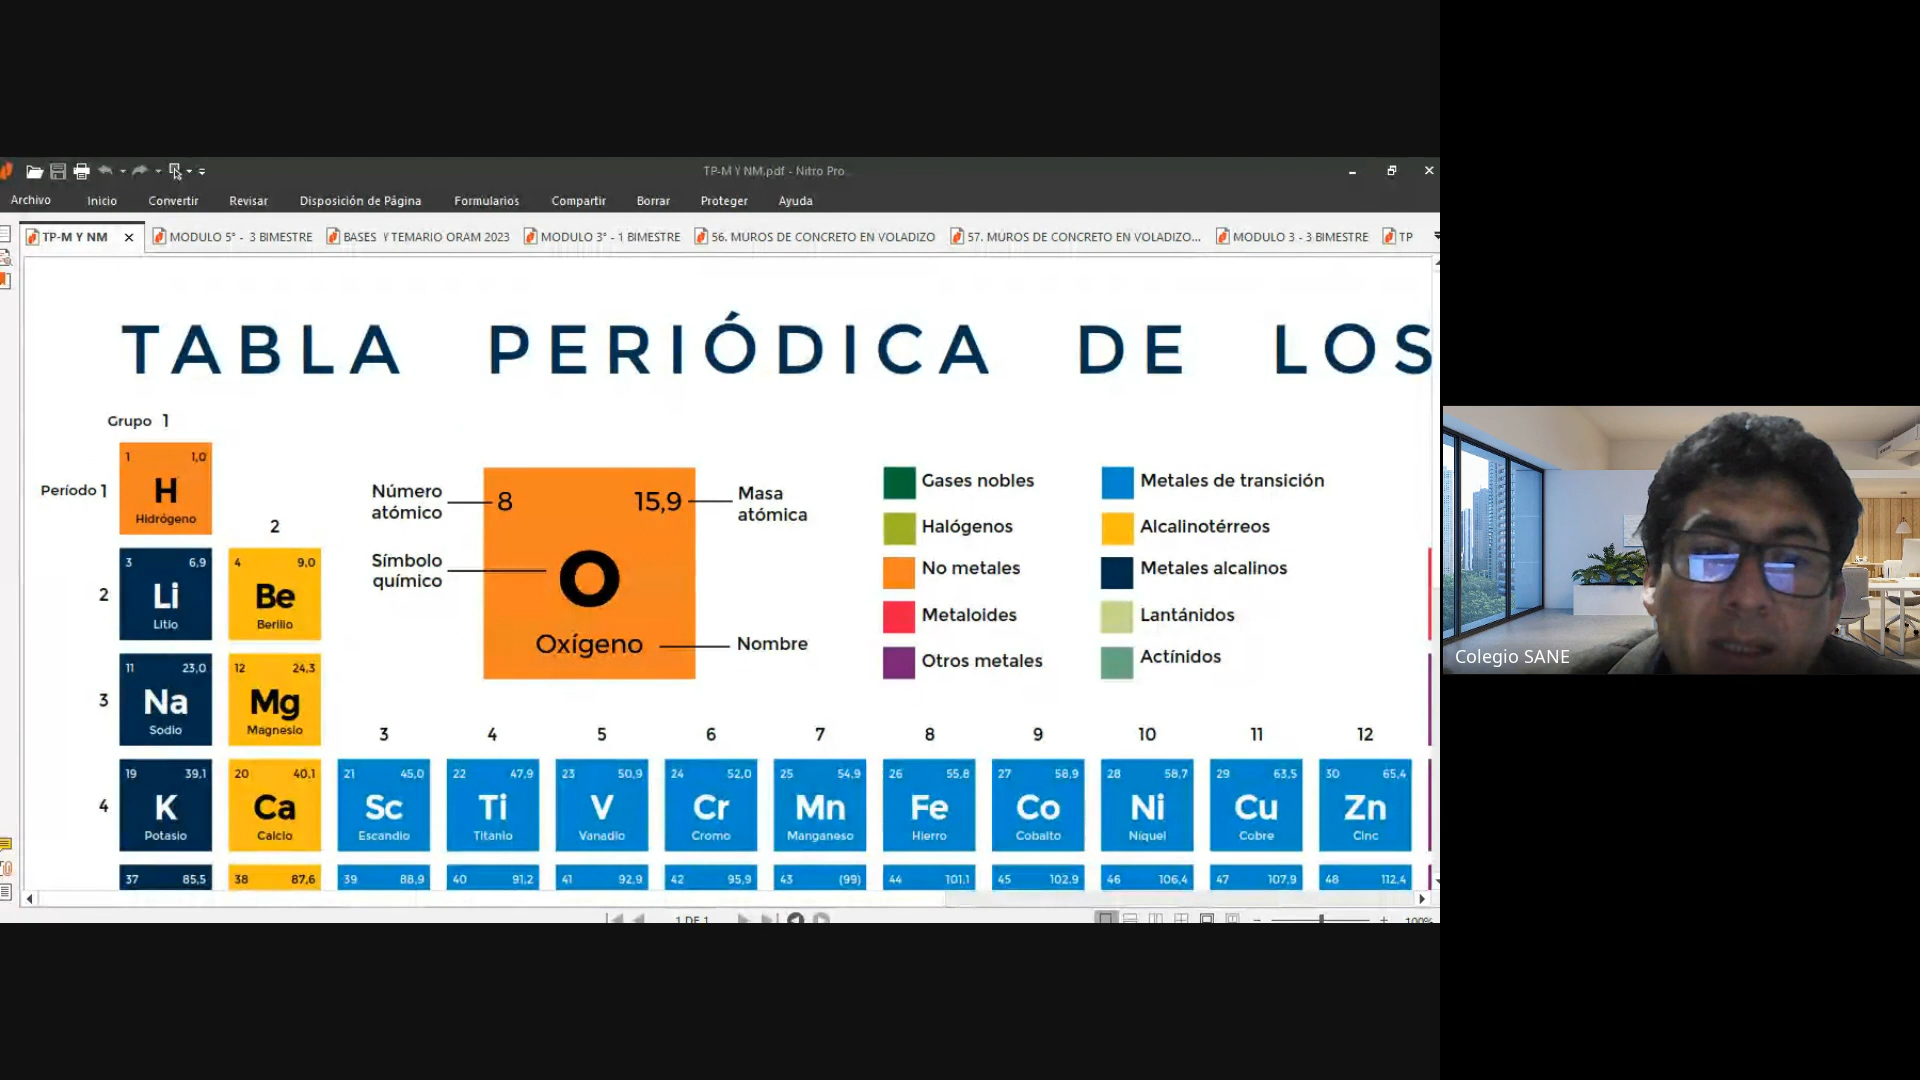 TP-M Y NM.pdf - Nitro Pro
Archivo Inicio Convertir Revisar Disposición de Página Formularios Compartir Borrar Proteger Ayuda
TP-M Y NM MODULO 5° - 3 BIMESTRE BASES Y TEMARIO ORAM 2023 MODULO 3° - 1 BIMESTRE 56. MUROS DE CONCRETO EN VOLADIZO 57. MUROS DE CONCRETO EN VOLADIZO... MODULO 3 - 3 BIMESTRE TP
TABLA PERIÓDICA DE LOS
Grupo 1
Período 1
1 1,0
H
Hidrógeno
2
Número atómico
8 15,9
Masa atómica
Símbolo químico
O
Oxígeno
Nombre
Gases nobles
Halógenos
No metales
Metaloides
Otros metales
Metales de transición
Alcalinotérreos
Metales alcalinos
Lantánidos
Actínidos
2
3 6,9
Li
Litio
4 9,0
Be
Berilio
3
11 23,0
Na
Sodio
12 24,3
Mg
Magnesio
3 4 5 6 7 8 9 10 11 12
4
19 39,1
K
Potasio
20 40,1
Ca
Calcio
21 45,0
Sc
Escandio
22 47,9
Ti
Titanio
23 50,9
V
Vanadio
24 52,0
Cr
Cromo
25 54,9
Mn
Manganeso
26 55,8
Fe
Hierro
27 58,9
Co
Cobalto
28 58,7
Ni
Níquel
29 63,5
Cu
Cobre
30 65,4
Zn
Cinc
37 85,5
38 87,6
39 88,9
40 91,2
41 92,9
42 95,9
43 (99)
44 101,1
45 102,9
46 106,4
47 107,9
48 112,4
1 DE 1
100%
Colegio SANE